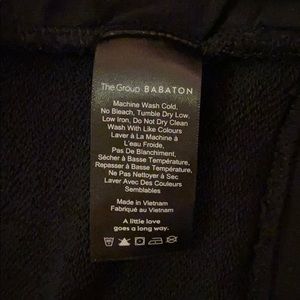 The Group BABATON
Machine Wash Cold,
No Bleach, Tumble Dry Low,
Low Iron, Do Not Dry Clean
Wash With Like Colours
Laver à La Machine à
L'eau Froide,
Pas De Blanchiment,
Sécher à Basse Température,
Repasser à Basse Température,
Ne Pas Nettoyer à Sec
Laver Avec Des Couleurs
Semblables
Made in Vietnam
Fabriqué au Vietnam
A little love
goes a long way.